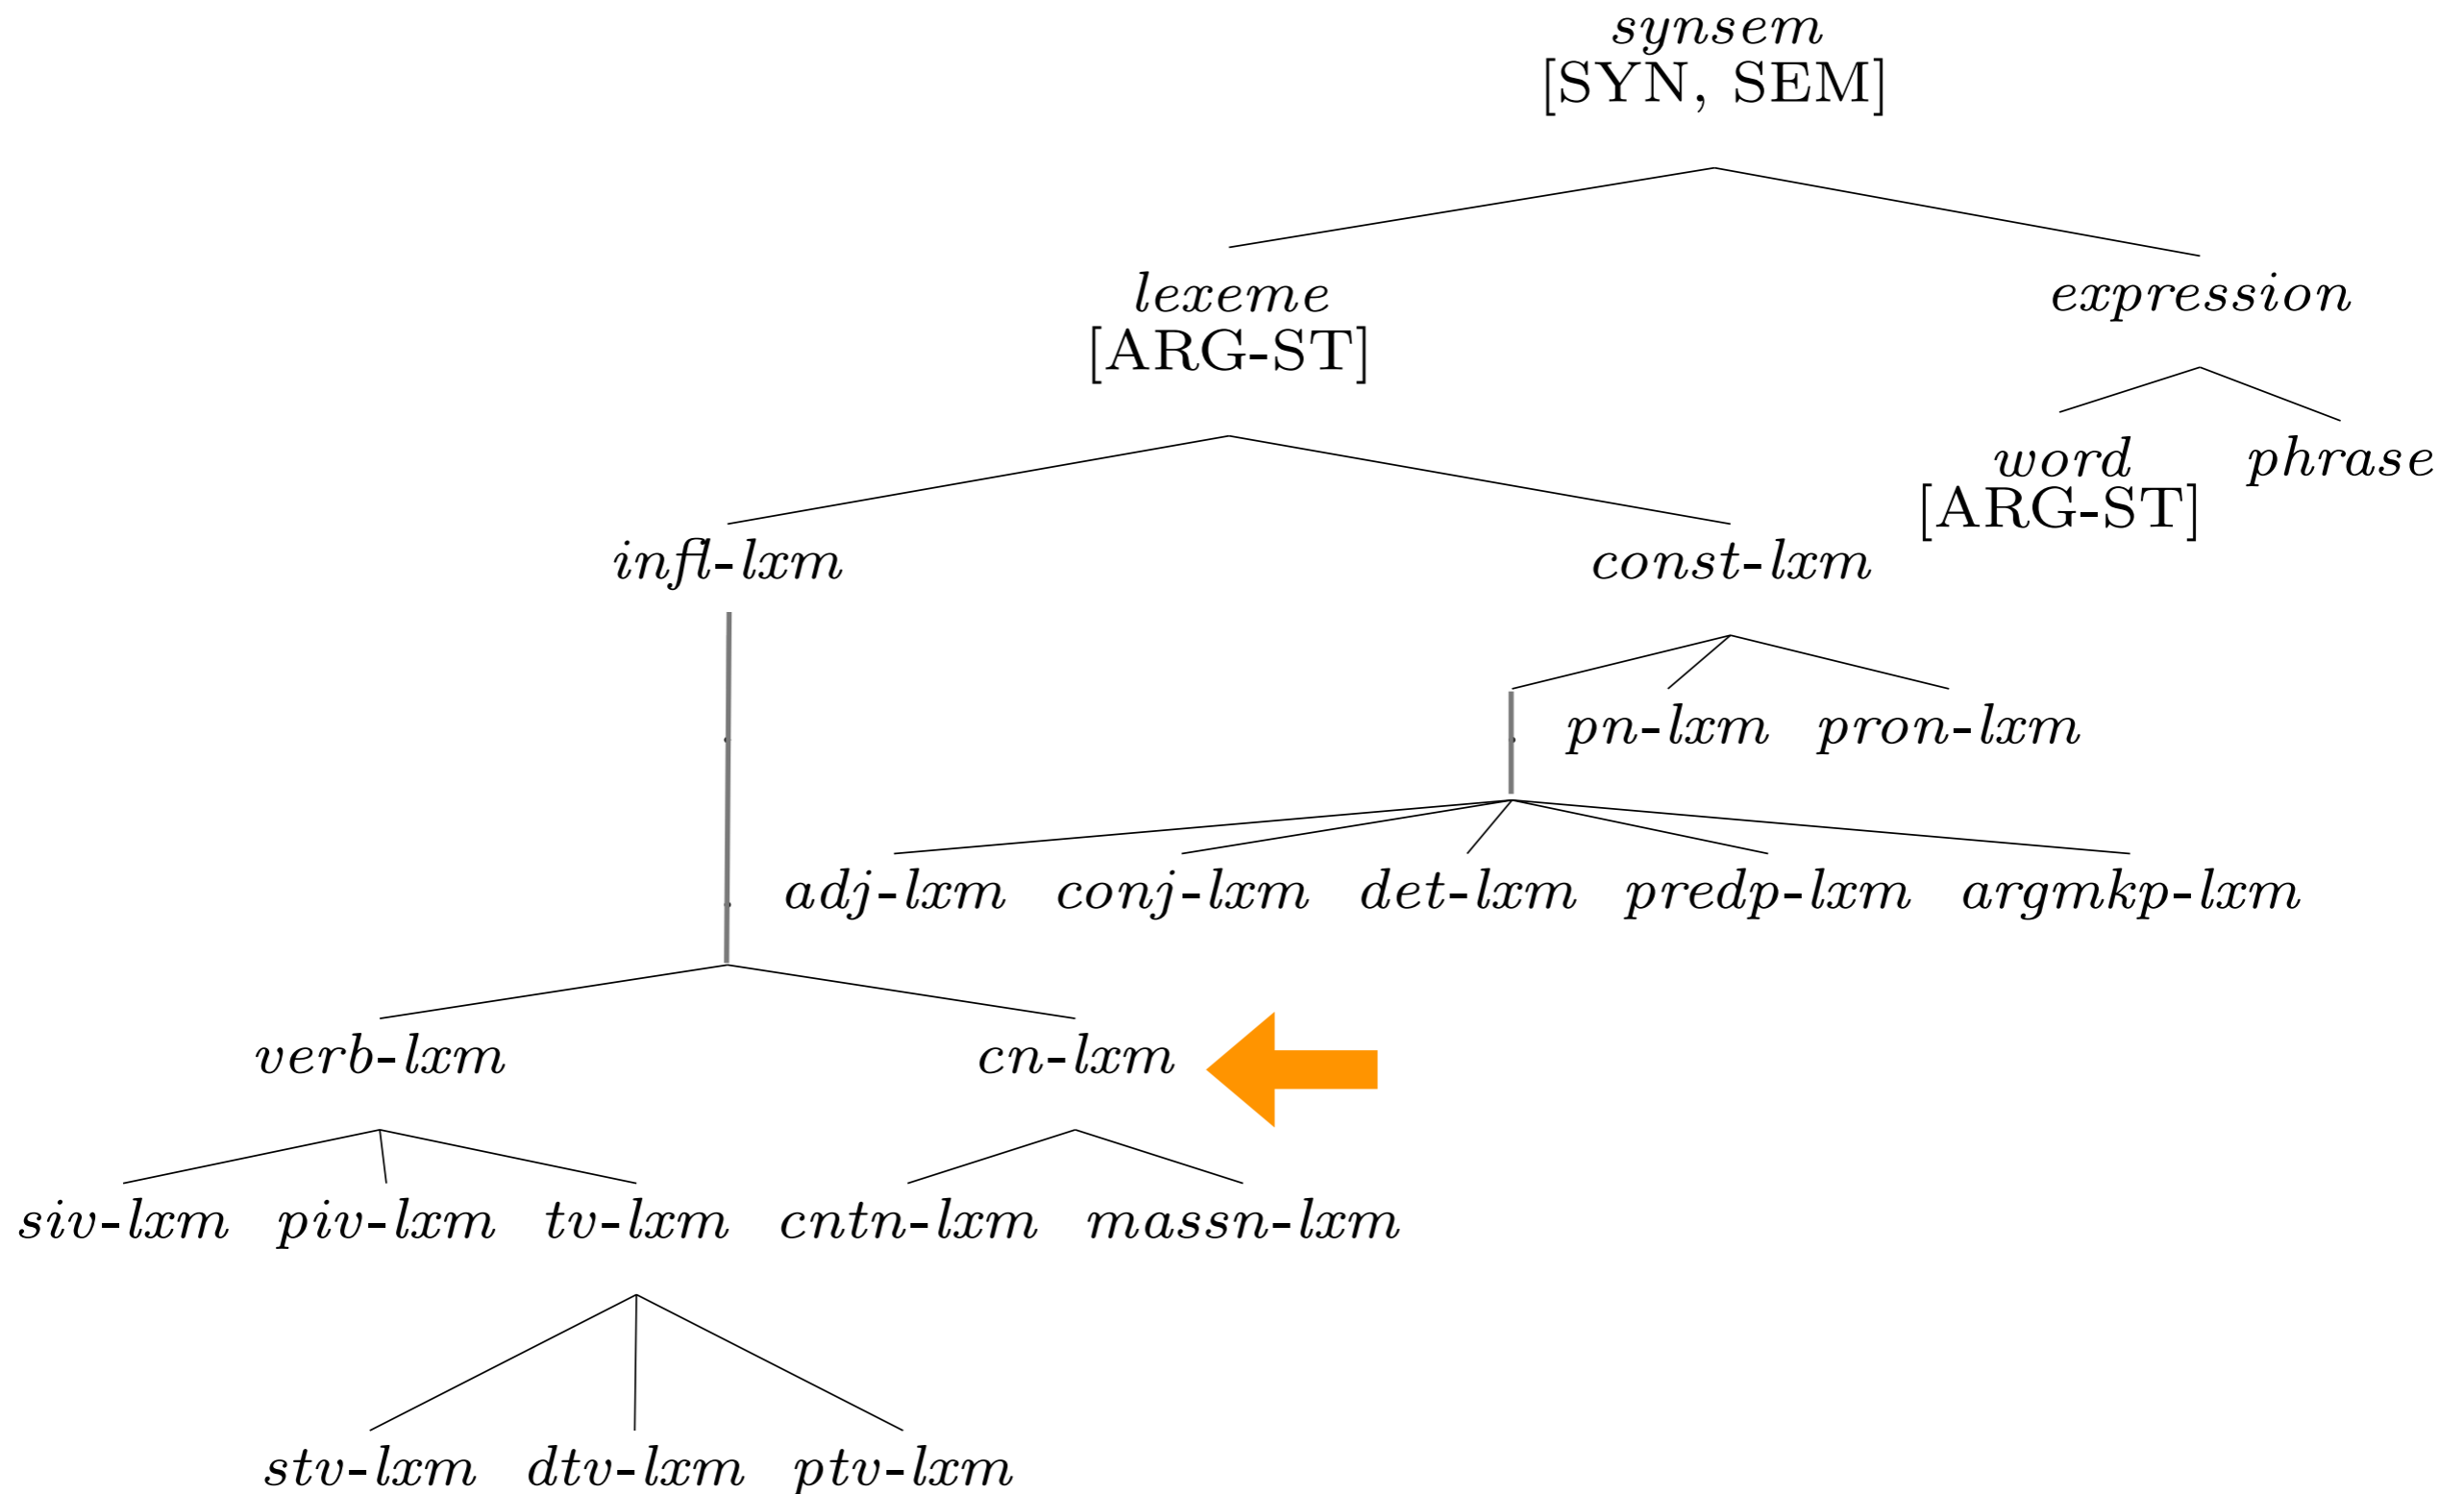 synsem
[SYN, SEM]
lexeme
[ARG-ST]
expression
word
[ARG-ST]
phrase
infl-lxm
const-lxm
pn-lxm pron-lxm
adj-lxm conj-lxm det-lxm predp-lxm argmkp-lxm
verb-lxm cn-lxm
siv-lxm piv-lxm tv-lxm cntn-lxm massn-lxm
stv-lxm dtv-lxm ptv-lxm